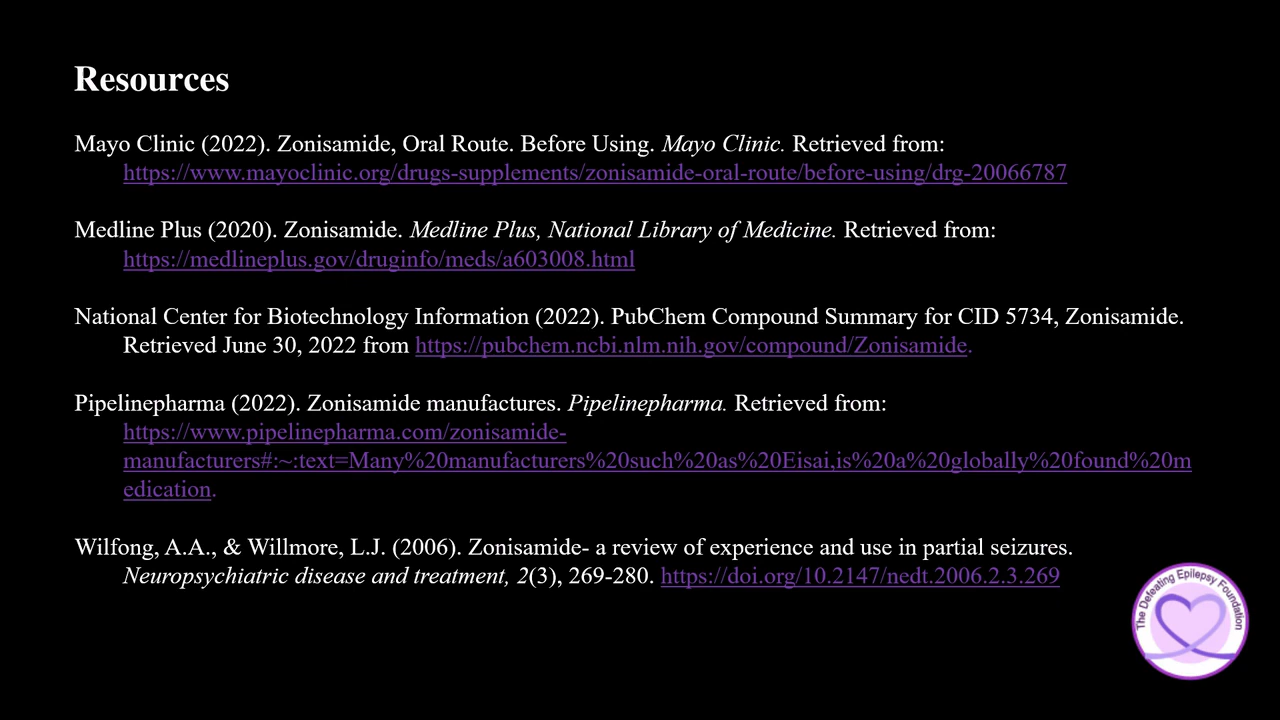 Resources
Mayo Clinic (2022). Zonisamide, Oral Route. Before Using. Mayo Clinic. Retrieved from:
https://www.mayoclinic.org/drugs-supplements/zonisamide-oral-route/before-using/drg-20066787
Medline Plus (2020). Zonisamide. Medline Plus, National Library of Medicine. Retrieved from:
https://medlineplus.gov/druginfo/meds/a603008.html
National Center for Biotechnology Information (2022). PubChem Compound Summary for CID 5734, Zonisamide.
Retrieved June 30, 2022 from https://pubchem.ncbi.nlm.nih.gov/compound/Zonisamide.
Pipelinepharma (2022). Zonisamide manufactures. Pipelinepharma. Retrieved from:
https://www.pipelinepharma.com/zonisamide-
manufacturers#:~:text=Many%20manufacturers%20such%20as%20Eisai,is%20a%20globally%20found%20m
edication.
Wilfong, A.A., & Willmore, L.J. (2006). Zonisamide- a review of experience and use in partial seizures.
Neuropsychiatric disease and treatment, 2(3), 269-280. https://doi.org/10.2147/nedt.2006.2.3.269
The Defeating Epilepsy Foundation